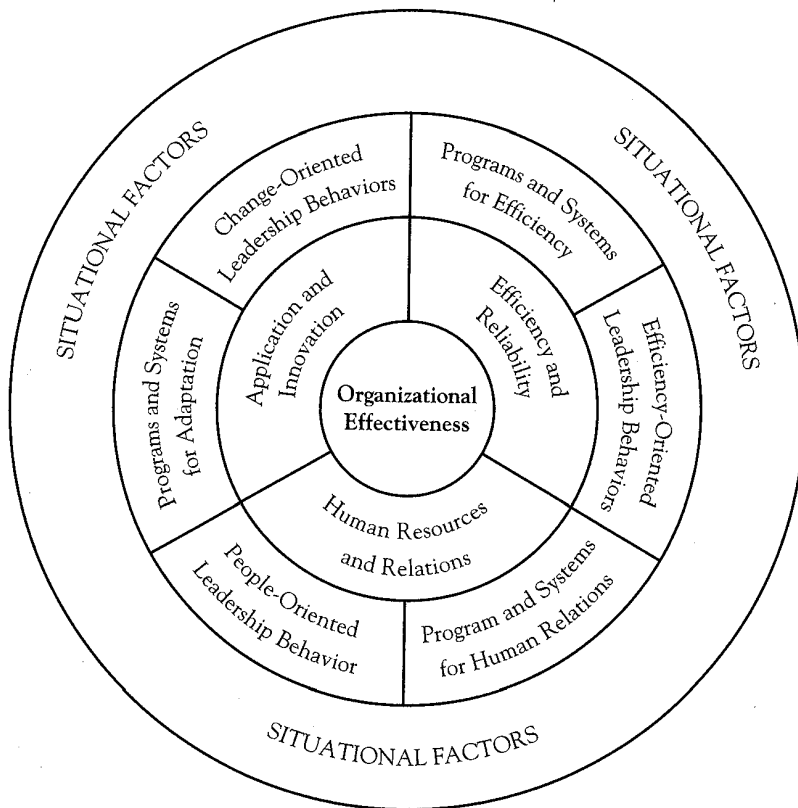 SITUATIONAL FACTORS
SITUATIONAL FACTORS
Change-Oriented
Leadership Behaviors
Programs and Systems
for Efficiency
Programs and Systems
for Adaptation
Application and
Innovation
Efficiency and
Reliability
Efficiency-Oriented
Leadership Behaviors
Organizational
Effectiveness
Human Resources
and Relations
People-Oriented
Leadership Behavior
Program and Systems
for Human Relations
SITUATIONAL FACTORS